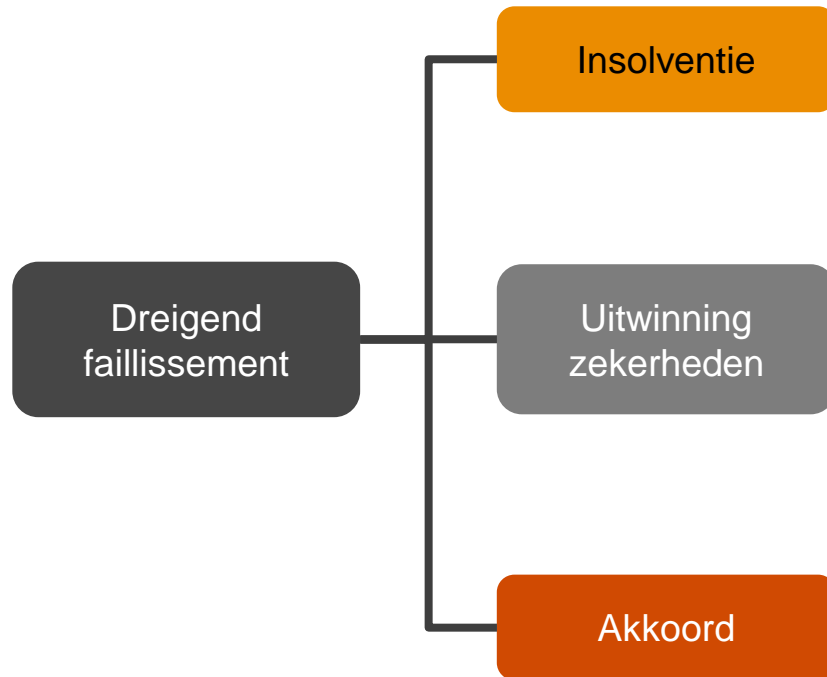 Insolventie
Dreigend
faillissement
Uitwinning
zekerheden
Akkoord